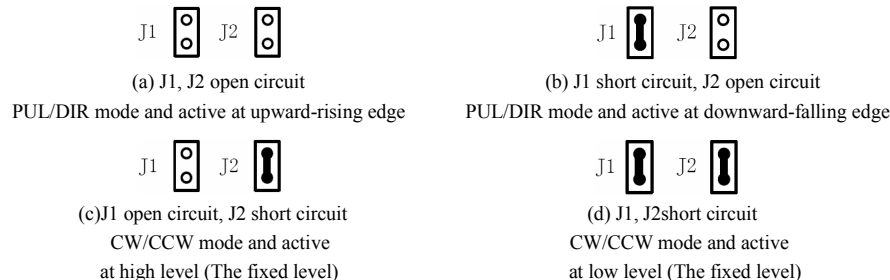 J1 J2
(a) J1, J2 open circuit
PUL/DIR mode and active at upward-rising edge
J1 J2
(b) J1 short circuit, J2 open circuit
PUL/DIR mode and active at downward-falling edge
J1 J2
(c)J1 open circuit, J2 short circuit
CW/CCW mode and active
at high level (The fixed level)
J1 J2
(d) J1, J2short circuit
CW/CCW mode and active
at low level (The fixed level)